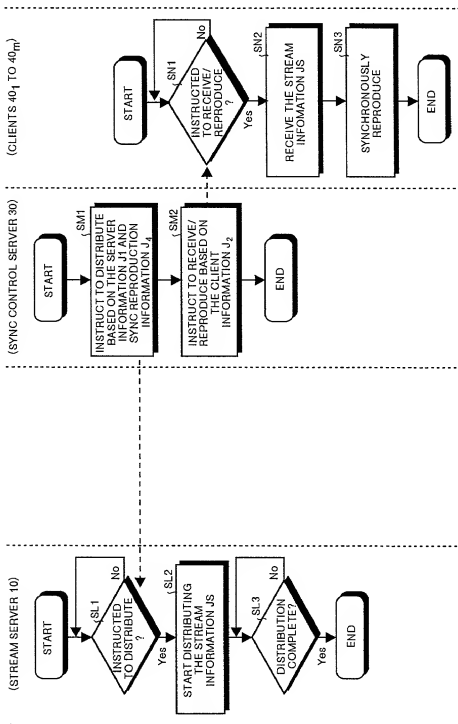 (STREAM SERVER 10)
START
SL1
INSTRUCTED
TO DISTRIBUTE
?
No
Yes
SL2
START DISTRIBUTING
THE STREAM
INFORMATION JS
SL3
DISTRIBUTION
COMPLETE?
No
Yes
END
(SYNC CONTROL SERVER 30)
START
SM1
INSTRUCT TO DISTRIBUTE
BASED ON THE SERVER
INFORMATION J1 AND
SYNC REPRODUCTION
INFORMATION J4
SM2
INSTRUCT TO RECEIVE/
REPRODUCE BASED ON
THE CLIENT
INFORMATION J2
END
(CLIENTS 401 TO 40m)
START
SN1
INSTRUCTED
TO RECEIVE/
REPRODUCE
?
No
Yes
SN2
RECEIVE THE STREAM
INFOMATION JS
SN3
SYNCHRONOUSLY
REPRODUCE
END